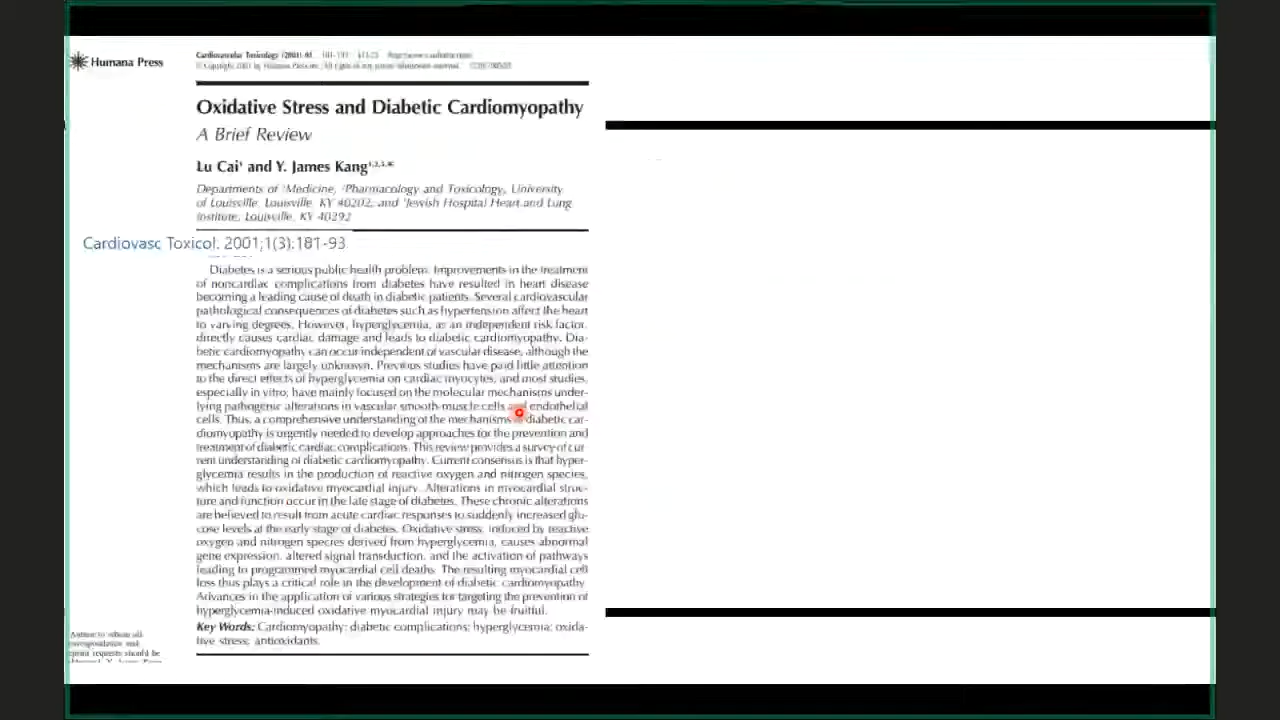 Humana Press
Cardiovascular Toxicology
Oxidative Stress and Diabetic Cardiomyopathy
A Brief Review
Lu Cai¹ and Y. James Kang
Departments of ¹Medicine, ²Pharmacology and Toxicology, University
of Louisville, Louisville, KY 40202, and ³Jewish Hospital Heart and Lung
Institute, Louisville, KY 40292
Cardiovasc Toxicol. 2001;1(3):181-93
Diabetes is a serious public health problem. Improvements in the treatment
of noncardiac complications from diabetes have resulted in heart disease
becoming a leading cause of death in diabetic patients. Several cardiovascular
pathological consequences of diabetes such as hypertension affect the heart
to varying degrees. However, hyperglycemia, as an independent risk factor,
directly causes cardiac damage and leads to diabetic cardiomyopathy. Dia-
betic cardiomyopathy can occur independent of vascular disease, although the
mechanisms are largely unknown. Previous studies have paid little attention
to the direct effects of hyperglycemia on cardiac myocytes, and most studies,
especially in vitro, have mainly focused on the molecular mechanisms under-
lying pathogenic alterations in vascular smooth-muscle cells and endothelial
cells. Thus, a comprehensive understanding of the mechanisms diabetic car-
diomyopathy is urgently needed to develop approaches for the prevention and
treatment of diabetic cardiac complications. This review provides a survey of cur-
rent understanding of diabetic cardiomyopathy. Current consensus is that hyper-
glycemia results in the production of reactive oxygen and nitrogen species,
which leads to oxidative myocardial injury. Alterations in myocardial struc-
ture and function occur in the late stage of diabetes. These chronic alterations
are believed to result from acute cardiac responses to suddenly increased glu-
cose levels at the early stage of diabetes. Oxidative stress, induced by reactive
oxygen and nitrogen species derived from hyperglycemia, causes abnormal
gene expression, altered signal transduction, and the activation of pathways
leading to programmed myocardial cell deaths. The resulting myocardial cell
loss thus plays a critical role in the development of diabetic cardiomyopathy.
Advances in the application of various strategies for targeting the prevention of
hyperglycemia-induced oxidative myocardial injury may be fruitful.
Key Words: Cardiomyopathy; diabetic complications; hyperglycemia; oxida-
tive stress; antioxidants.
Author to whom all
correspondence and
reprint requests should be